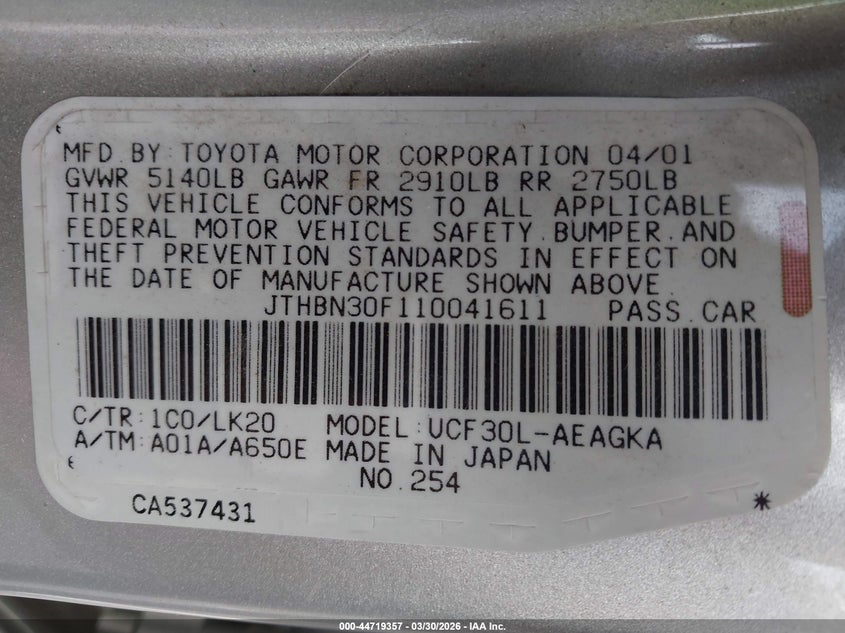 MFD. BY: TOYOTA MOTOR CORPORATION 04/01
GVWR 5140LB GAWR FR 2910LB RR 2750LB
THIS VEHICLE CONFORMS TO ALL APPLICABLE
FEDERAL MOTOR VEHICLE SAFETY. BUMPER. AND
THEFT PREVENTION STANDARDS IN EFFECT ON
THE DATE OF MANUFACTURE SHOWN ABOVE.
JTHBN30F110041611 PASS. CAR
C/TR: 1C0/LK20 MODEL: UCF30L-AEAGKA
A/TM: A01A/A650E MADE IN JAPAN
NO. 254
CA537431 *
000-44719357 - 03/30/2026 - IAA Inc.